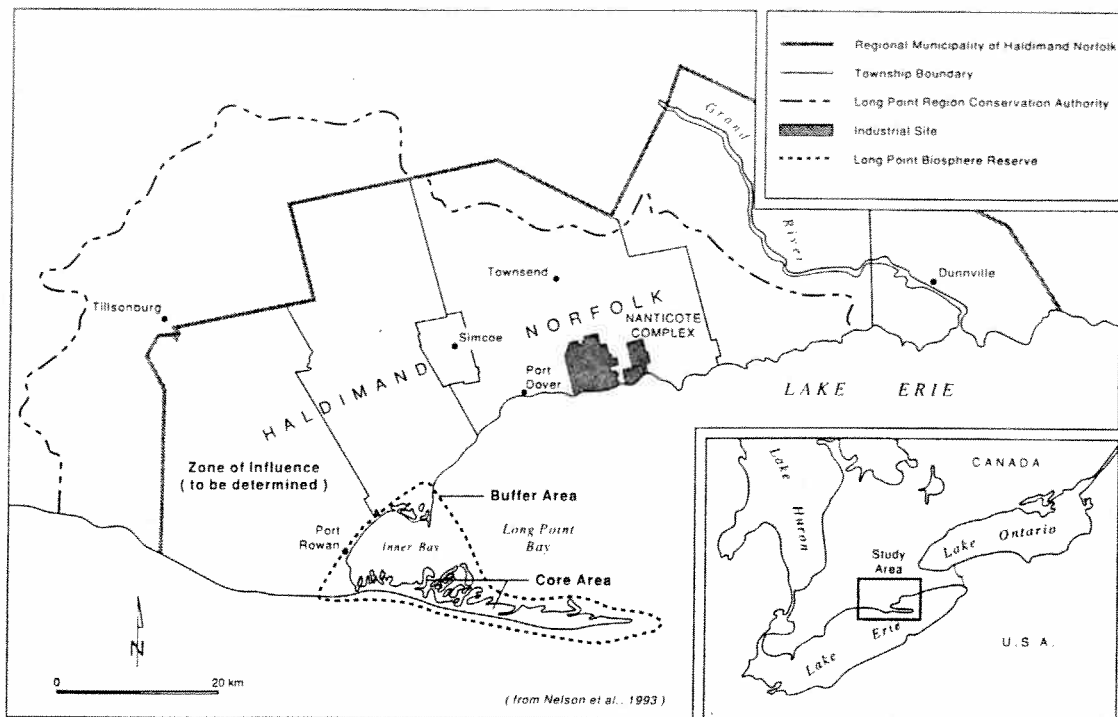 Regional Municipality of Haldimand Norfolk
Township Boundary
Long Point Region Conservation Authority
Industrial Site
Long Point Biosphere Reserve
Grand
River
Dunnville
Townsend
Tillsonburg
NORFOLK
NANTICOTE
COMPLEX
Simcoe
Port
Dover
HALDIMAND
LAKE ERIE
Zone of Influence
( to be determined )
Buffer Area
Port
Rowan
Inner Bay
Long Point
Bay
Core Area
N
0 20 km
( from Nelson et al., 1993 )
Lake
Huron
CANADA
Lake Ontario
Study
Area
Lake Erie
U.S.A.